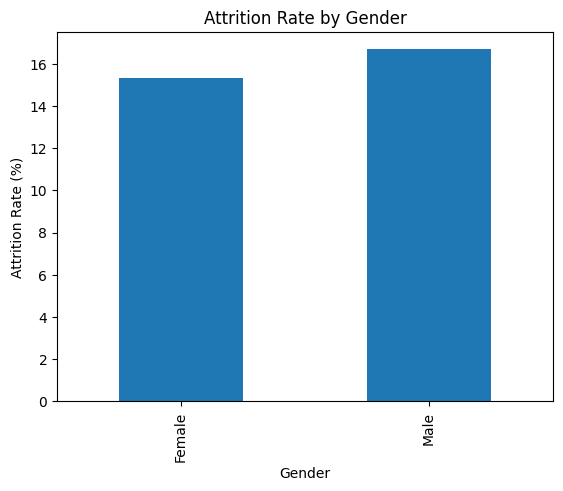 Attrition Rate by Gender
Attrition Rate (%)
16
14
12
10
8
6
4
2
0
Female
Male
Gender